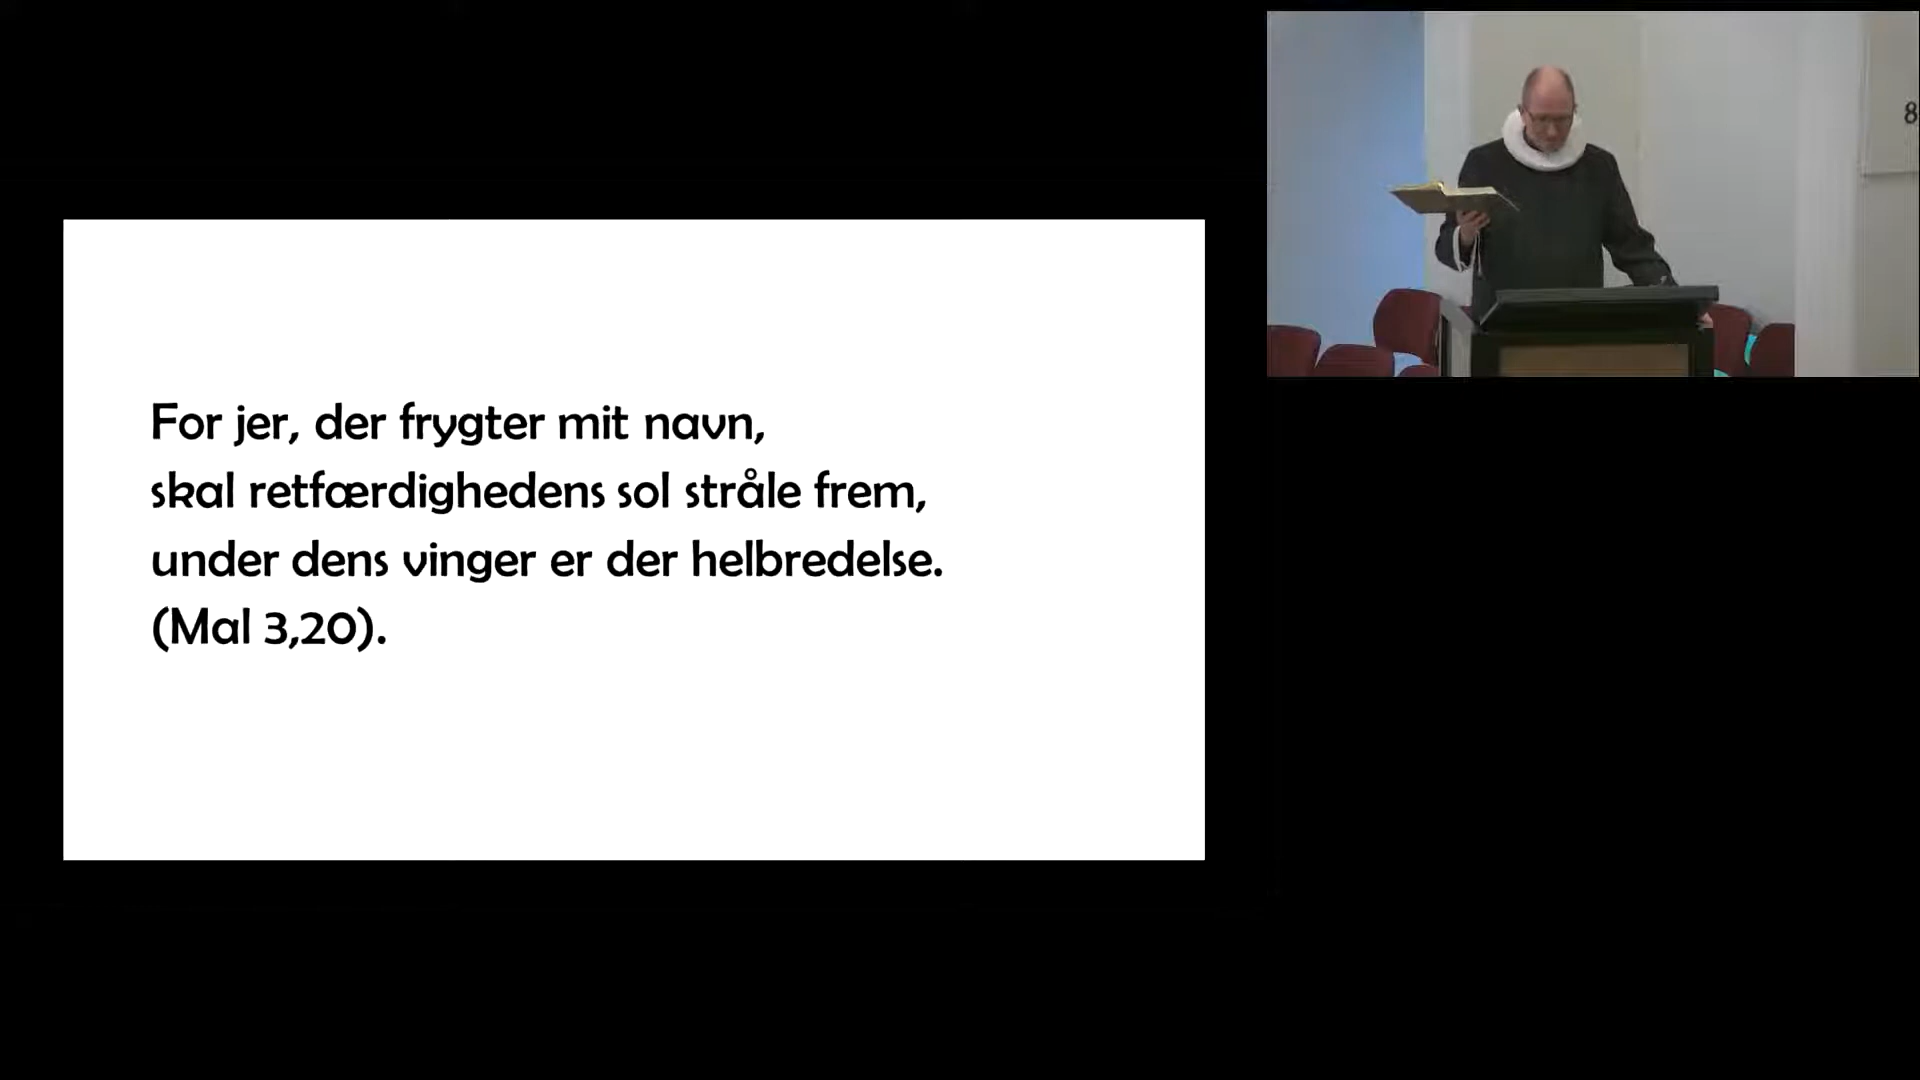 For jer, der frygter mit navn,
skal retfærdighedens sol stråle frem,
under dens vinger er der helbredelse.
(Mal 3,20).
8